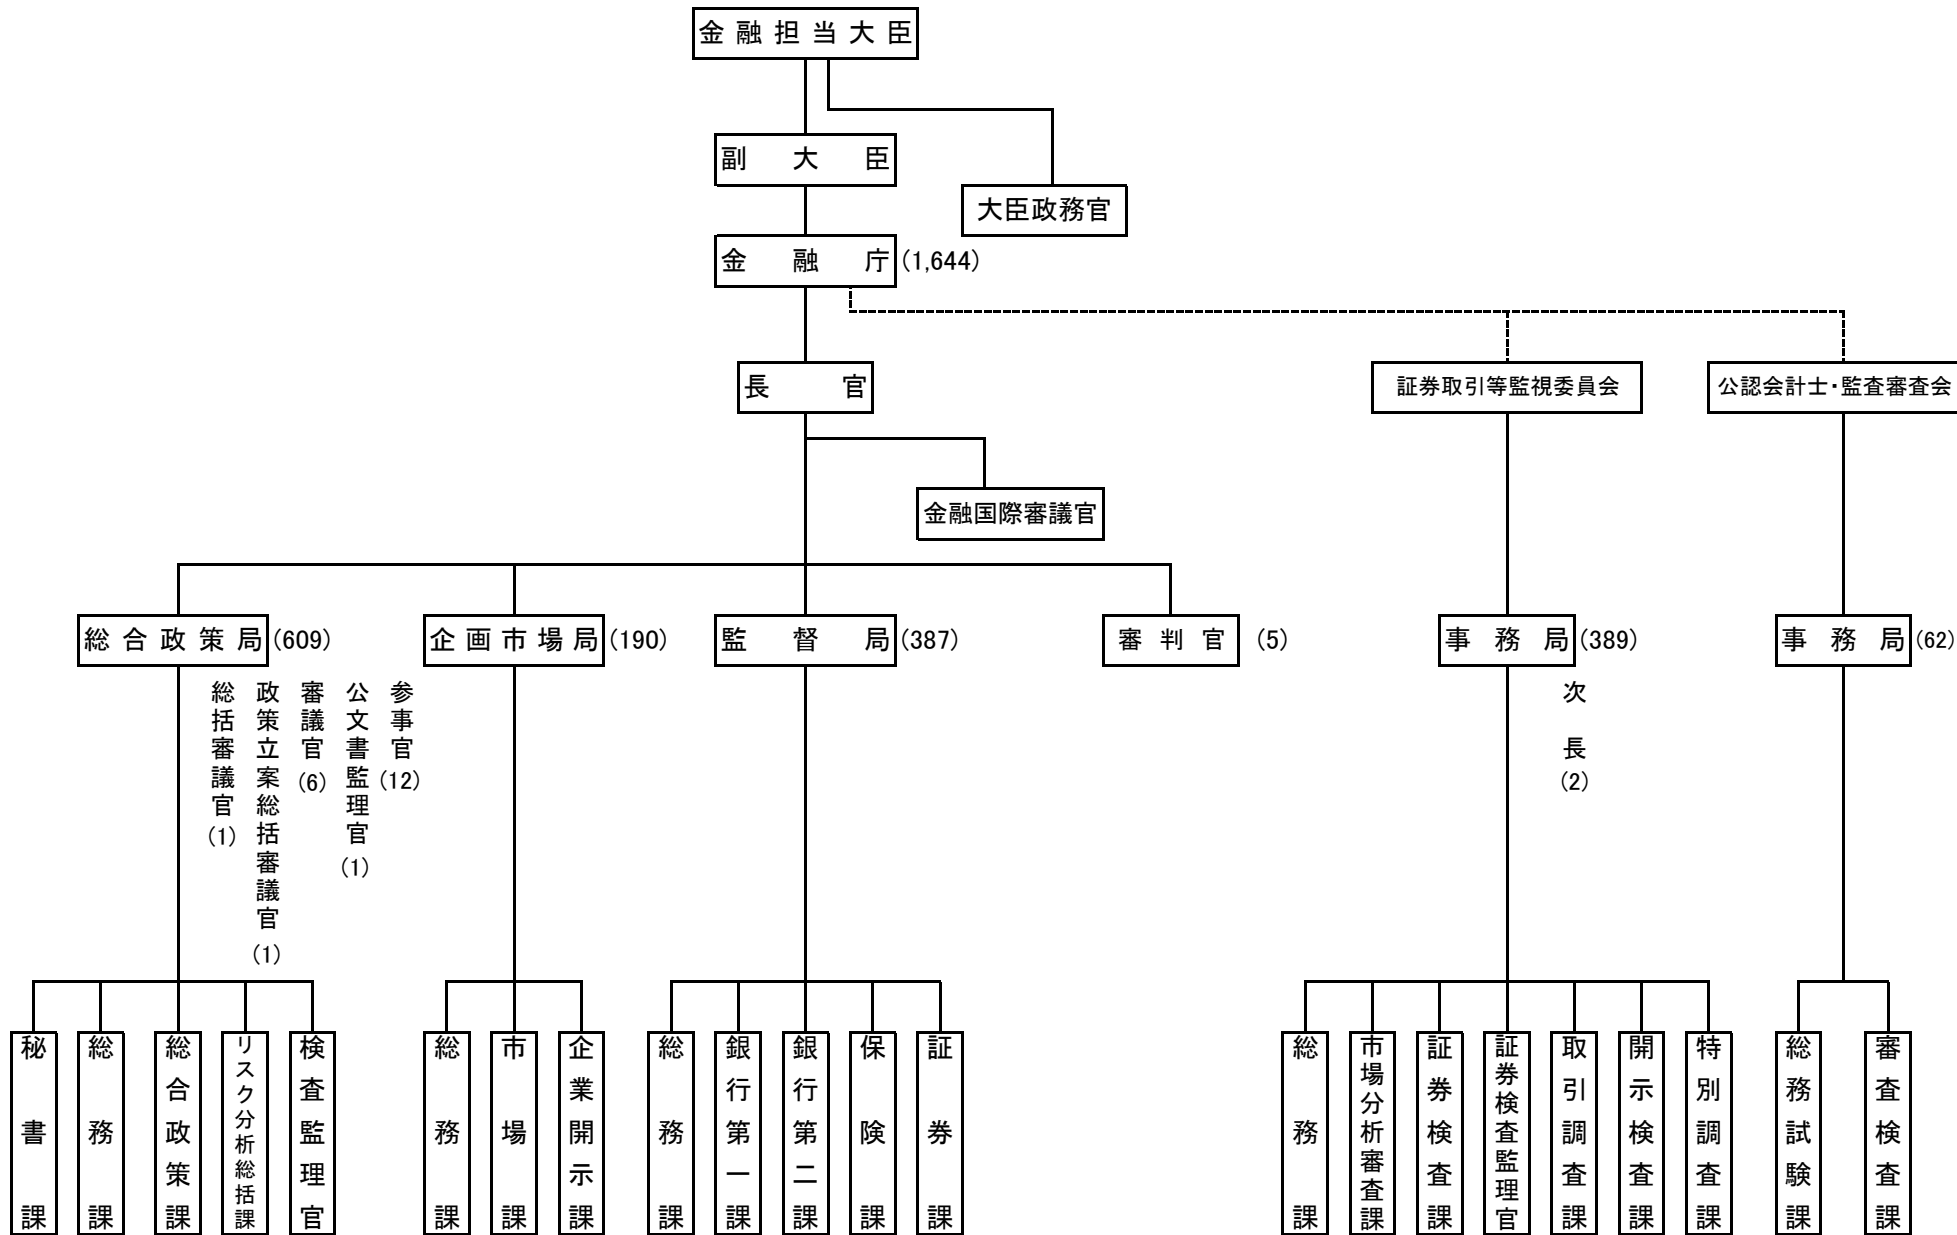 金融担当大臣
副大臣
大臣政務官
金融庁 (1,644)
長官
証券取引等監視委員会
公認会計士・監査審査会
金融国際審議官
総合政策局 (609)
企画市場局 (190)
監督局 (387)
審判官 (5)
事務局 (389)
事務局 (62)
総括審議官 (1)
政策立案総括審議官 (1)
審議官 (6)
公文書監理官 (1)
参事官 (12)
次長 (2)
秘書課
総務課
総合政策課
リスク分析総括課
検査監理官
総務課
市場課
企業開示課
総務課
銀行第一課
銀行第二課
保険課
証券課
総務課
市場分析審査課
証券検査課
証券検査監理官
取引調査課
開示検査課
特別調査課
総務試験課
審査検査課